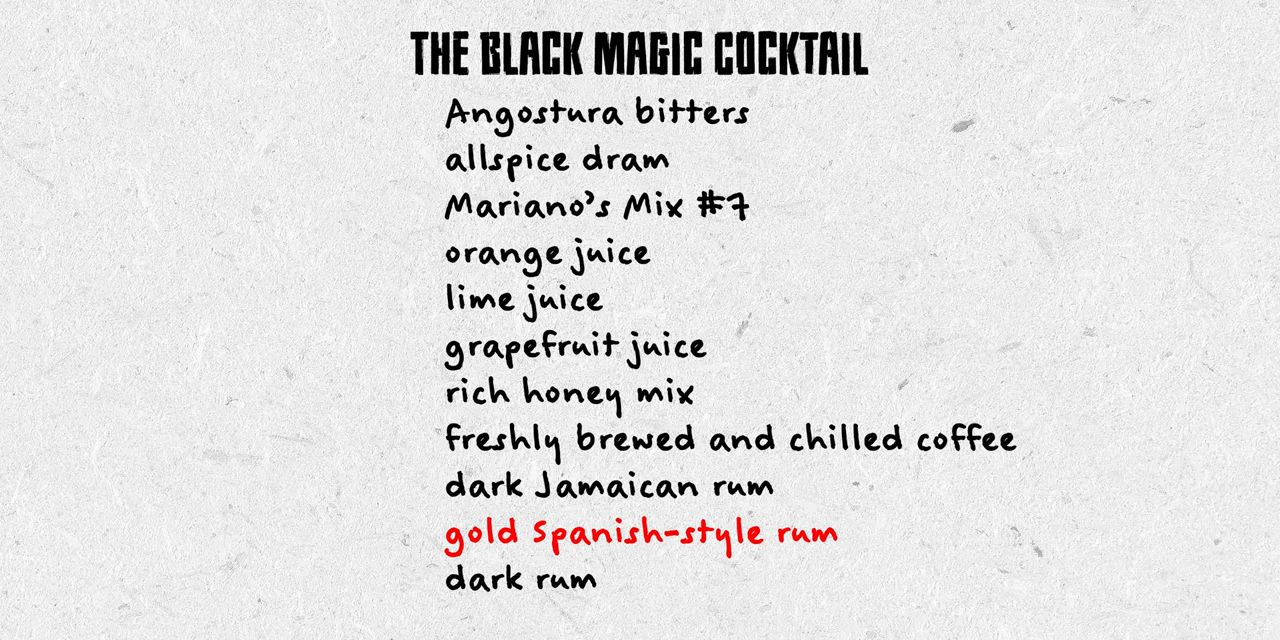 THE BLACK MAGIC COCKTAIL
Angostura bitters
allspice dram
Mariano's Mix #7
orange juice
lime juice
grapefruit juice
rich honey mix
freshly brewed and chilled coffee
dark Jamaican rum
gold Spanish-style rum
dark rum